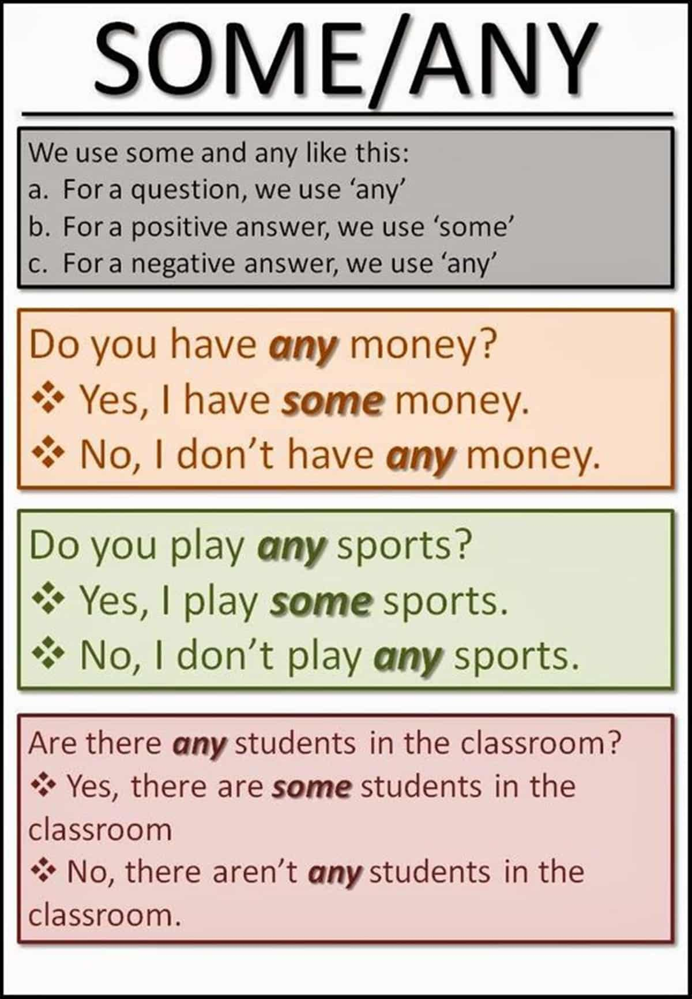 SOME/ANY
We use some and any like this:
a. For a question, we use ‘any’
b. For a positive answer, we use ‘some’
c. For a negative answer, we use ‘any’
Do you have any money?
❖ Yes, I have some money.
❖ No, I don’t have any money.
Do you play any sports?
❖ Yes, I play some sports.
❖ No, I don’t play any sports.
Are there any students in the classroom?
❖ Yes, there are some students in the
classroom
❖ No, there aren’t any students in the
classroom.